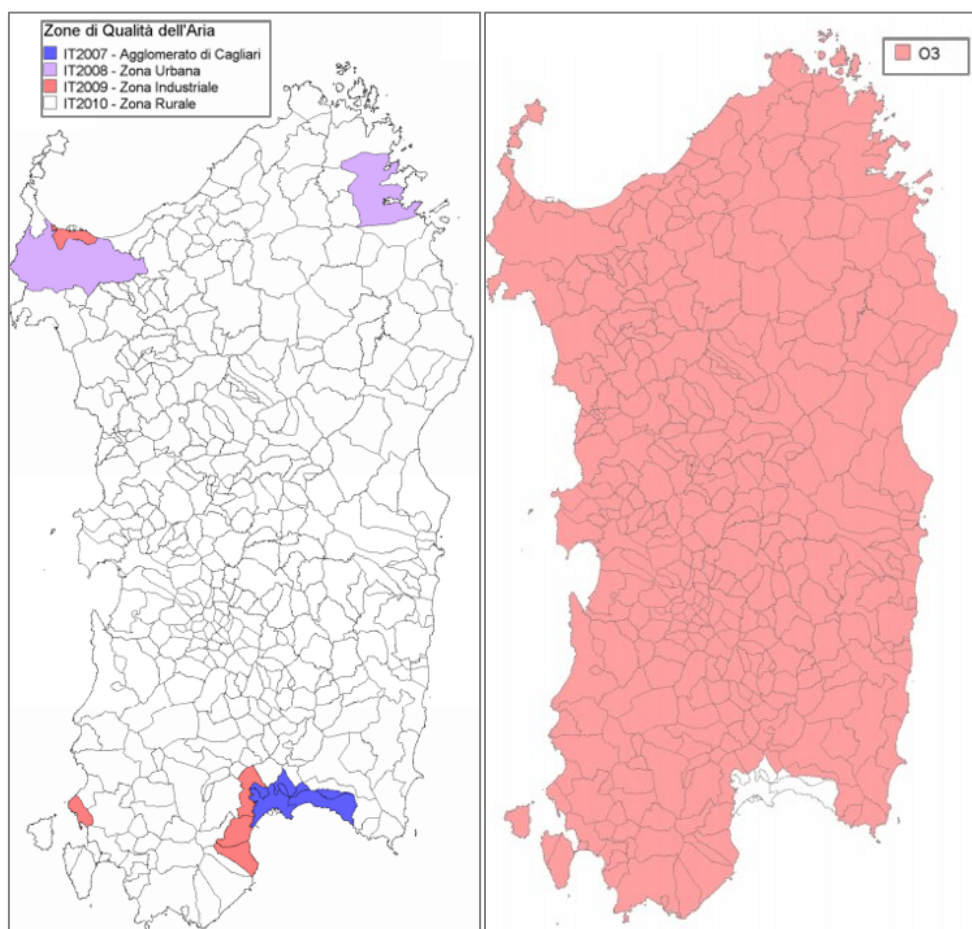 Zone di Qualità dell'Aria
IT2007 - Agglomerato di Cagliari
IT2008 - Zona Urbana
IT2009 - Zona Industriale
IT2010 - Zona Rurale
O3